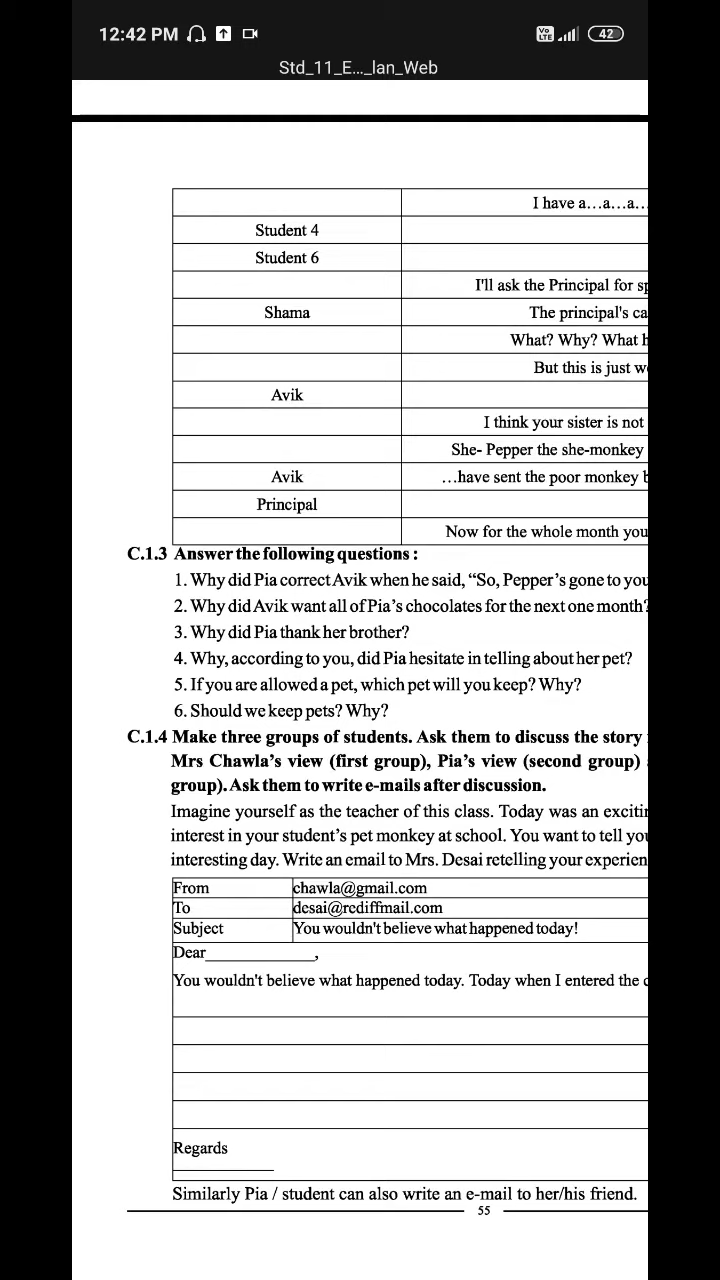 12:42 PM Vo LTE 42
Std_11_E..._lan_Web
I have a…a…a…
Student 4
Student 6
I'll ask the Principal for sp
Shama The principal's ca
What? Why? What h
But this is just w
Avik
I think your sister is not
She- Pepper the she-monkey
Avik …have sent the poor monkey b
Principal
Now for the whole month you
C.1.3 Answer the following questions :
1. Why did Pia correct Avik when he said, “So, Pepper’s gone to you
2. Why did Avik want all of Pia’s chocolates for the next one month?
3. Why did Pia thank her brother?
4. Why, according to you, did Pia hesitate in telling about her pet?
5. If you are allowed a pet, which pet will you keep? Why?
6. Should we keep pets? Why?
C.1.4 Make three groups of students. Ask them to discuss the story
Mrs Chawla’s view (first group), Pia’s view (second group)
group). Ask them to write e-mails after discussion.
Imagine yourself as the teacher of this class. Today was an excitin
interest in your student’s pet monkey at school. You want to tell you
interesting day. Write an email to Mrs. Desai retelling your experien
From chawla@gmail.com
To desai@rediffmail.com
Subject You wouldn't believe what happened today!
Dear____________,
You wouldn't believe what happened today. Today when I entered the c
Regards
Similarly Pia / student can also write an e-mail to her/his friend.
55